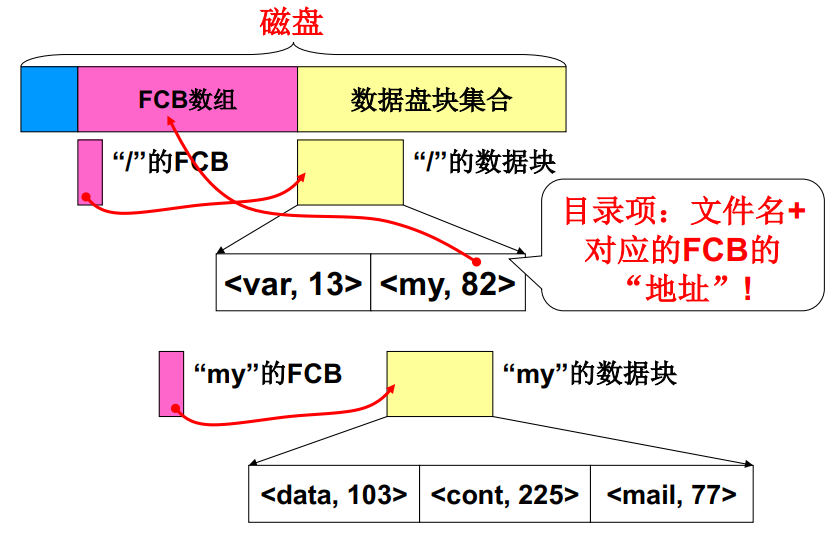 磁盘
FCB数组
数据盘块集合
“/”的FCB
“/”的数据块
目录项：文件名+
对应的FCB的
“地址”！
<var, 13>
<my, 82>
“my”的FCB
“my”的数据块
<data, 103>
<cont, 225>
<mail, 77>